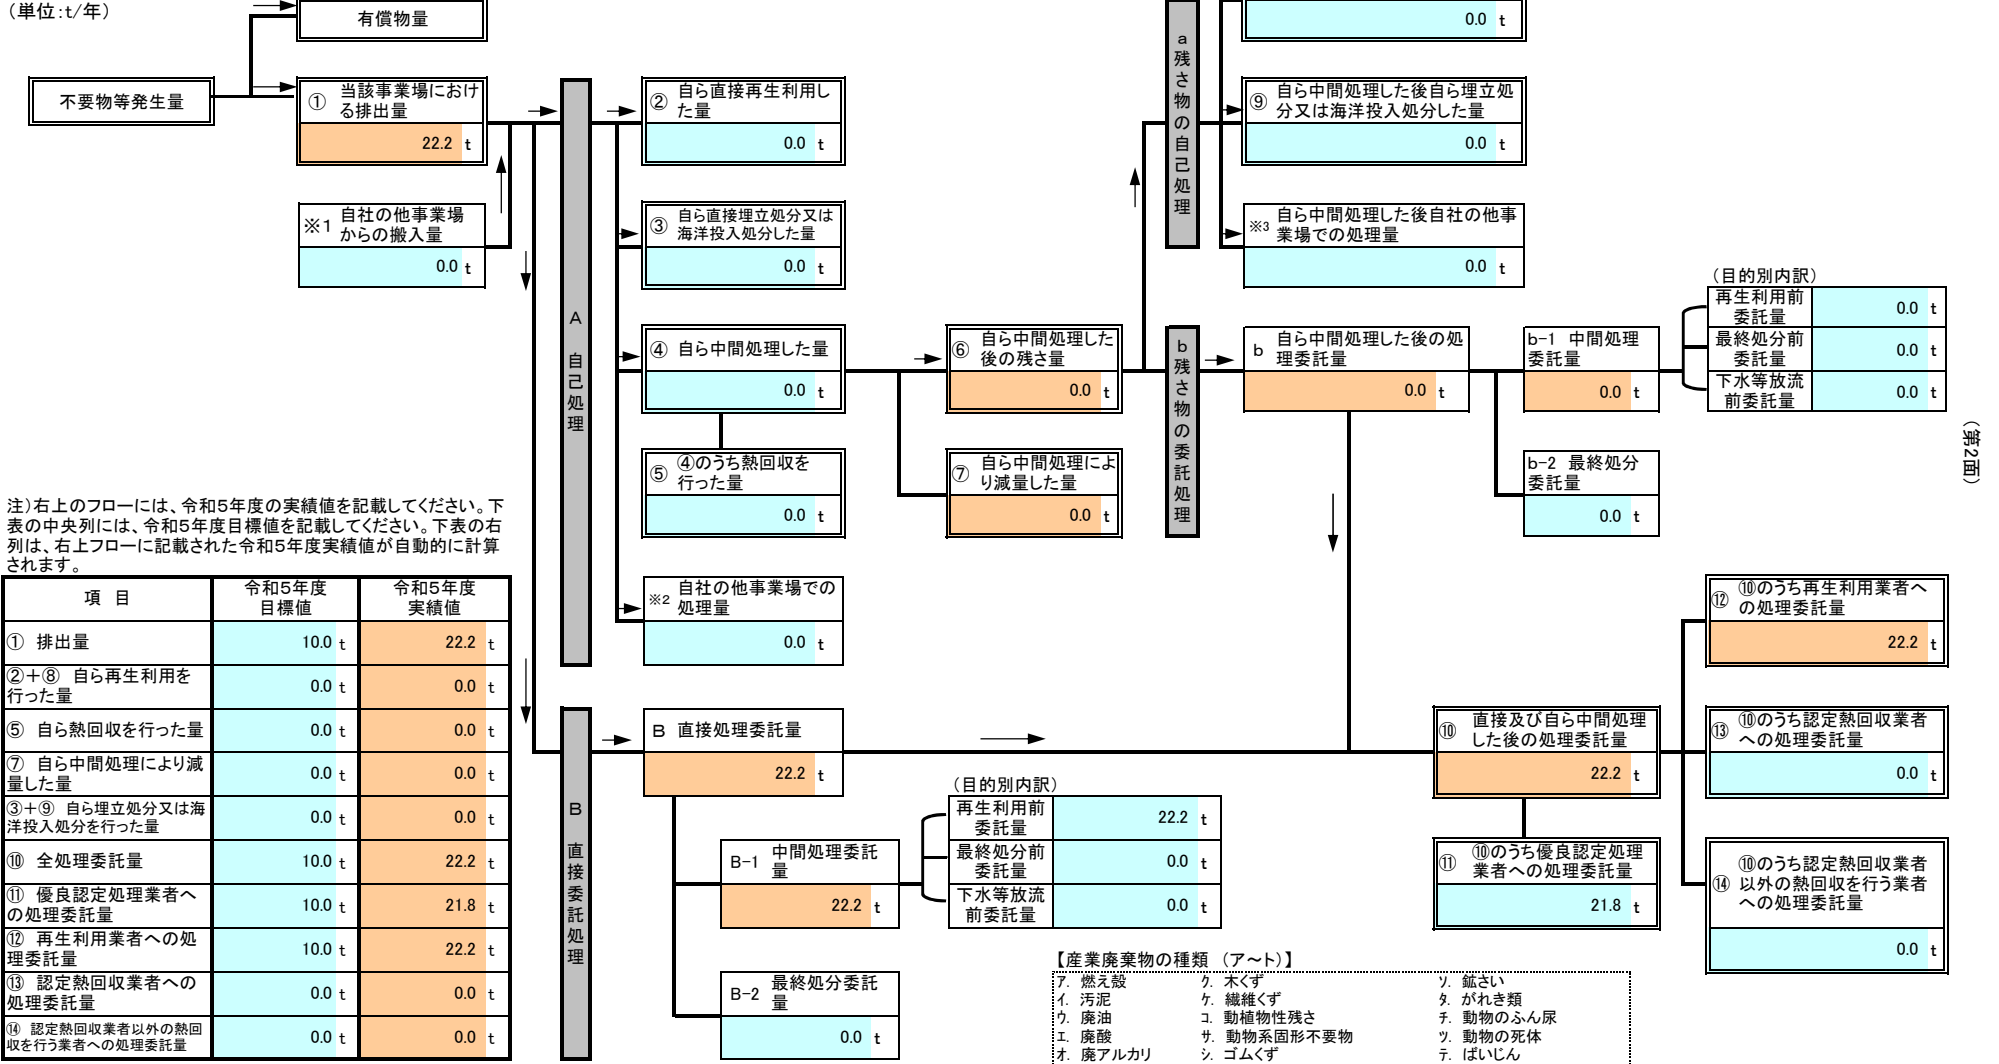 （単位:t/年）
有償物量
不要物等発生量
① 当該事業場におけ
る排出量
22.2 t
※1 自社の他事業場
からの搬入量
0.0 t
A 自己処理
② 自ら直接再生利用し
た量
0.0 t
③ 自ら直接埋立処分又は
海洋投入処分した量
0.0 t
④ 自ら中間処理した量
0.0 t
⑤ ④のうち熱回収を
行った量
0.0 t
※2 自社の他事業場での
処理量
0.0 t
⑥ 自ら中間処理した
後の残さ量
0.0 t
⑦ 自ら中間処理によ
り減量した量
0.0 t
a 残さ物の自己処理
0.0 t
⑨ 自ら中間処理した後自ら埋立処
分又は海洋投入処分した量
0.0 t
※3 自ら中間処理した後自社の他事
業場での処理量
0.0 t
b 残さ物の委託処理
b 自ら中間処理した後の処
理委託量
0.0 t
b-1 中間処理
委託量
0.0 t
b-2 最終処分
委託量
0.0 t
（目的別内訳）
再生利用前
委託量 0.0 t
最終処分前
委託量 0.0 t
下水等放流
前委託量 0.0 t
（第2面）
注）右上のフローには、令和5年度の実績値を記載してください。下
表の中央列には、令和5年度目標値を記載してください。下表の右
列は、右上フローに記載された令和5年度実績値が自動的に計算
されます。
項 目 令和5年度 目標値 令和5年度 実績値
① 排出量 10.0 t 22.2 t
②＋⑧ 自ら再生利用を
行った量 0.0 t 0.0 t
⑤ 自ら熱回収を行った量 0.0 t 0.0 t
⑦ 自ら中間処理により減
量した量 0.0 t 0.0 t
③＋⑨ 自ら埋立処分又は海
洋投入処分を行った量 0.0 t 0.0 t
⑩ 全処理委託量 10.0 t 22.2 t
⑪ 優良認定処理業者へ
の処理委託量 10.0 t 21.8 t
⑫ 再生利用業者への処
理委託量 10.0 t 22.2 t
⑬ 認定熱回収業者への
処理委託量 0.0 t 0.0 t
⑭ 認定熱回収業者以外の熱回
収を行う業者への処理委託量 0.0 t 0.0 t
B 直接委託処理
B 直接処理委託量
22.2 t
B-1 中間処理委託
量
22.2 t
B-2 最終処分委託
量
0.0 t
（目的別内訳）
再生利用前
委託量 22.2 t
最終処分前
委託量 0.0 t
下水等放流
前委託量 0.0 t
⑩ 直接及び自ら中間処理
した後の処理委託量
22.2 t
⑪ ⑩のうち優良認定処理
業者への処理委託量
21.8 t
⑫ ⑩のうち再生利用業者へ
の処理委託量
22.2 t
⑬ ⑩のうち認定熱回収業者
への処理委託量
0.0 t
⑭ ⑩のうち認定熱回収業者
以外の熱回収を行う業者
への処理委託量
0.0 t
【産業廃棄物の種類 （ア～ト）】
ア. 燃え殻 ク. 木くず ソ. 鉱さい
イ. 汚泥 ケ. 繊維くず タ. がれき類
ウ. 廃油 コ. 動植物性残さ チ. 動物のふん尿
エ. 廃酸 サ. 動物系固形不要物 ツ. 動物の死体
オ. 廃アルカリ シ. ゴムくず テ. ばいじん